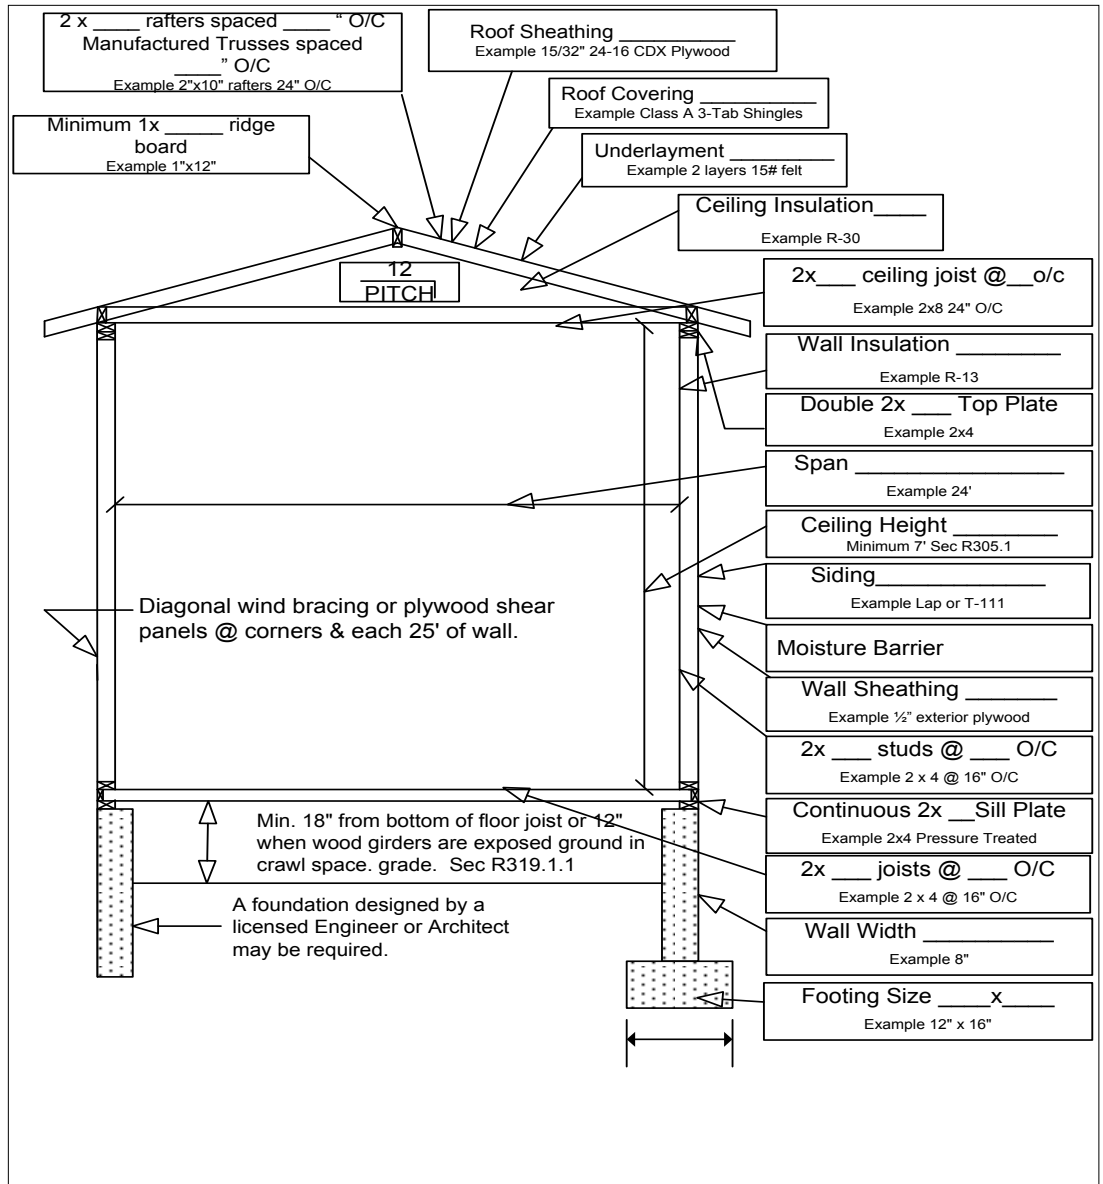 2 x ____ rafters spaced _____ “ O/C
Manufactured Trusses spaced
_____” O/C
Example 2"x10" rafters 24" O/C
Roof Sheathing __________
Example 15/32" 24-16 CDX Plywood
Roof Covering __________
Example Class A 3-Tab Shingles
Minimum 1x _____ ridge
board
Example 1"x12"
Underlayment _________
Example 2 layers 15# felt
Ceiling Insulation____
Example R-30
12
PITCH
2x___ ceiling joist @__o/c
Example 2x8 24" O/C
Wall Insulation ________
Example R-13
Double 2x ___ Top Plate
Example 2x4
Span ________________
Example 24'
Ceiling Height ________
Minimum 7' Sec R305.1
Siding_____________
Example Lap or T-111
Diagonal wind bracing or plywood shear
panels @ corners & each 25' of wall.
Moisture Barrier
Wall Sheathing _______
Example ½” exterior plywood
2x ___ studs @ ___ O/C
Example 2 x 4 @ 16" O/C
Continuous 2x __Sill Plate
Example 2x4 Pressure Treated
Min. 18" from bottom of floor joist or 12"
when wood girders are exposed ground in
crawl space. grade. Sec R319.1.1
2x ___ joists @ ___ O/C
Example 2 x 4 @ 16" O/C
A foundation designed by a
licensed Engineer or Architect
may be required.
Wall Width __________
Example 8"
Footing Size ____x____
Example 12" x 16"